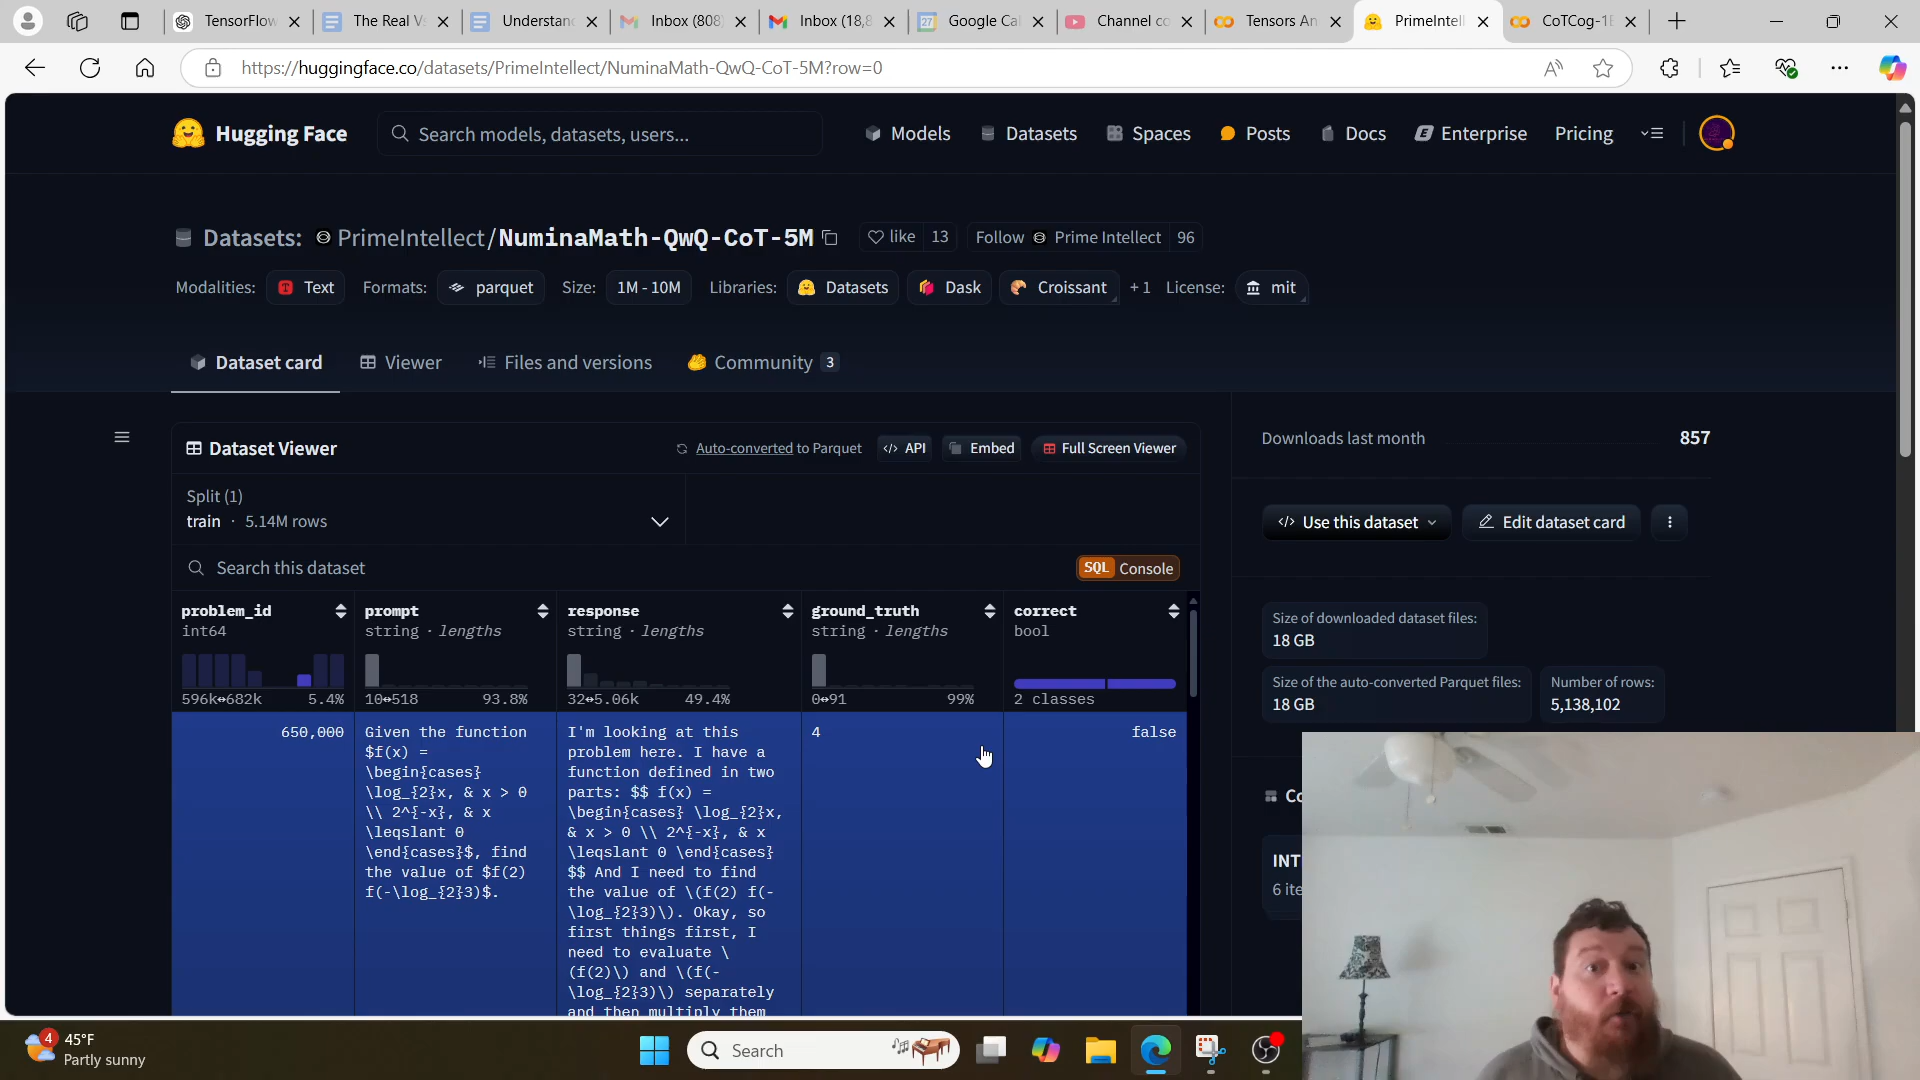 TensorFlow
The Real Vs
Understand
Inbox (808)
Inbox (18,8
Google Cal
Channel co
Tensors An
PrimeIntell
CoTCog-1B
https://huggingface.co/datasets/PrimeIntellect/NuminaMath-QwQ-CoT-5M?row=0
Hugging Face
Search models, datasets, users...
Models
Datasets
Spaces
Posts
Docs
Enterprise
Pricing
Datasets: PrimeIntellect/NuminaMath-QwQ-CoT-5M
like 13
Follow Prime Intellect 96
Modalities: Text Formats: parquet Size: 1M - 10M Libraries: Datasets Dask Croissant +1 License: mit
Dataset card
Viewer
Files and versions
Community 3
Dataset Viewer
Auto-converted to Parquet
API
Embed
Full Screen Viewer
Split (1)
train · 5.14M rows
Search this dataset
SQL Console
problem_id
int64
596k↔682k 5.4%
prompt
string · lengths
10↔518 93.8%
response
string · lengths
32↔5.06k 49.4%
ground_truth
string · lengths
0↔91 99%
correct
bool
2 classes
650,000
Given the function
$f(x) =
\begin{cases}
\log_{2}x, & x > 0
\\ 2^{-x}, & x
\leqslant 0
\end{cases}$, find
the value of $f(2)
f(-\log_{2}3)$.
I'm looking at this
problem here. I have a
function defined in two
parts: $$ f(x) =
\begin{cases} \log_{2}x,
& x > 0 \\ 2^{-x}, & x
\leqslant 0 \end{cases}
$$ And I need to find
the value of \(f(2) f(-
\log_{2}3)\). Okay, so
first things first, I
need to evaluate \
(f(2)\) and \(f(-
\log_{2}3)\) separately
and then multiply them
4
false
Downloads last month
857
Use this dataset
Edit dataset card
Size of downloaded dataset files:
18 GB
Size of the auto-converted Parquet files:
18 GB
Number of rows:
5,138,102
Co
INT
6 ite
4
45°F
Partly sunny
Search